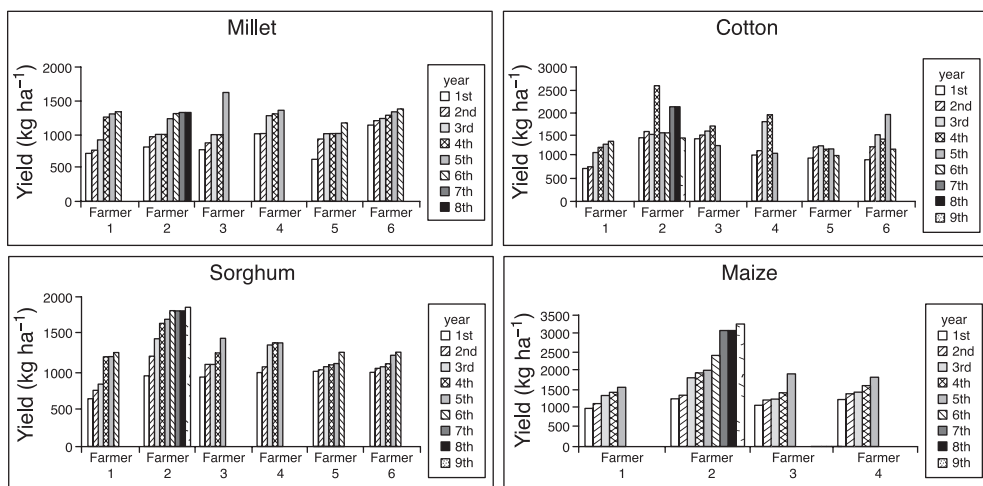 Millet
Yield (kg ha⁻¹)
2000
1500
1000
500
0
Farmer Farmer Farmer Farmer Farmer Farmer
1 2 3 4 5 6
year
1st
2nd
3rd
4th
5th
6th
7th
8th
Cotton
Yield (kg ha⁻¹)
3000
2500
2000
1500
1000
500
0
Farmer Farmer Farmer Farmer Farmer Farmer
1 2 3 4 5 6
year
1st
2nd
3rd
4th
5th
6th
7th
8th
9th
Sorghum
Yield (kg ha⁻¹)
2000
1500
1000
500
0
Farmer Farmer Farmer Farmer Farmer Farmer
1 2 3 4 5 6
year
1st
2nd
3rd
4th
5th
6th
7th
8th
9th
Maize
Yield (kg ha⁻¹)
3500
3000
2500
2000
1500
1000
500
0
Farmer Farmer Farmer Farmer
1 2 3 4
year
1st
2nd
3rd
4th
5th
6th
7th
8th
9th